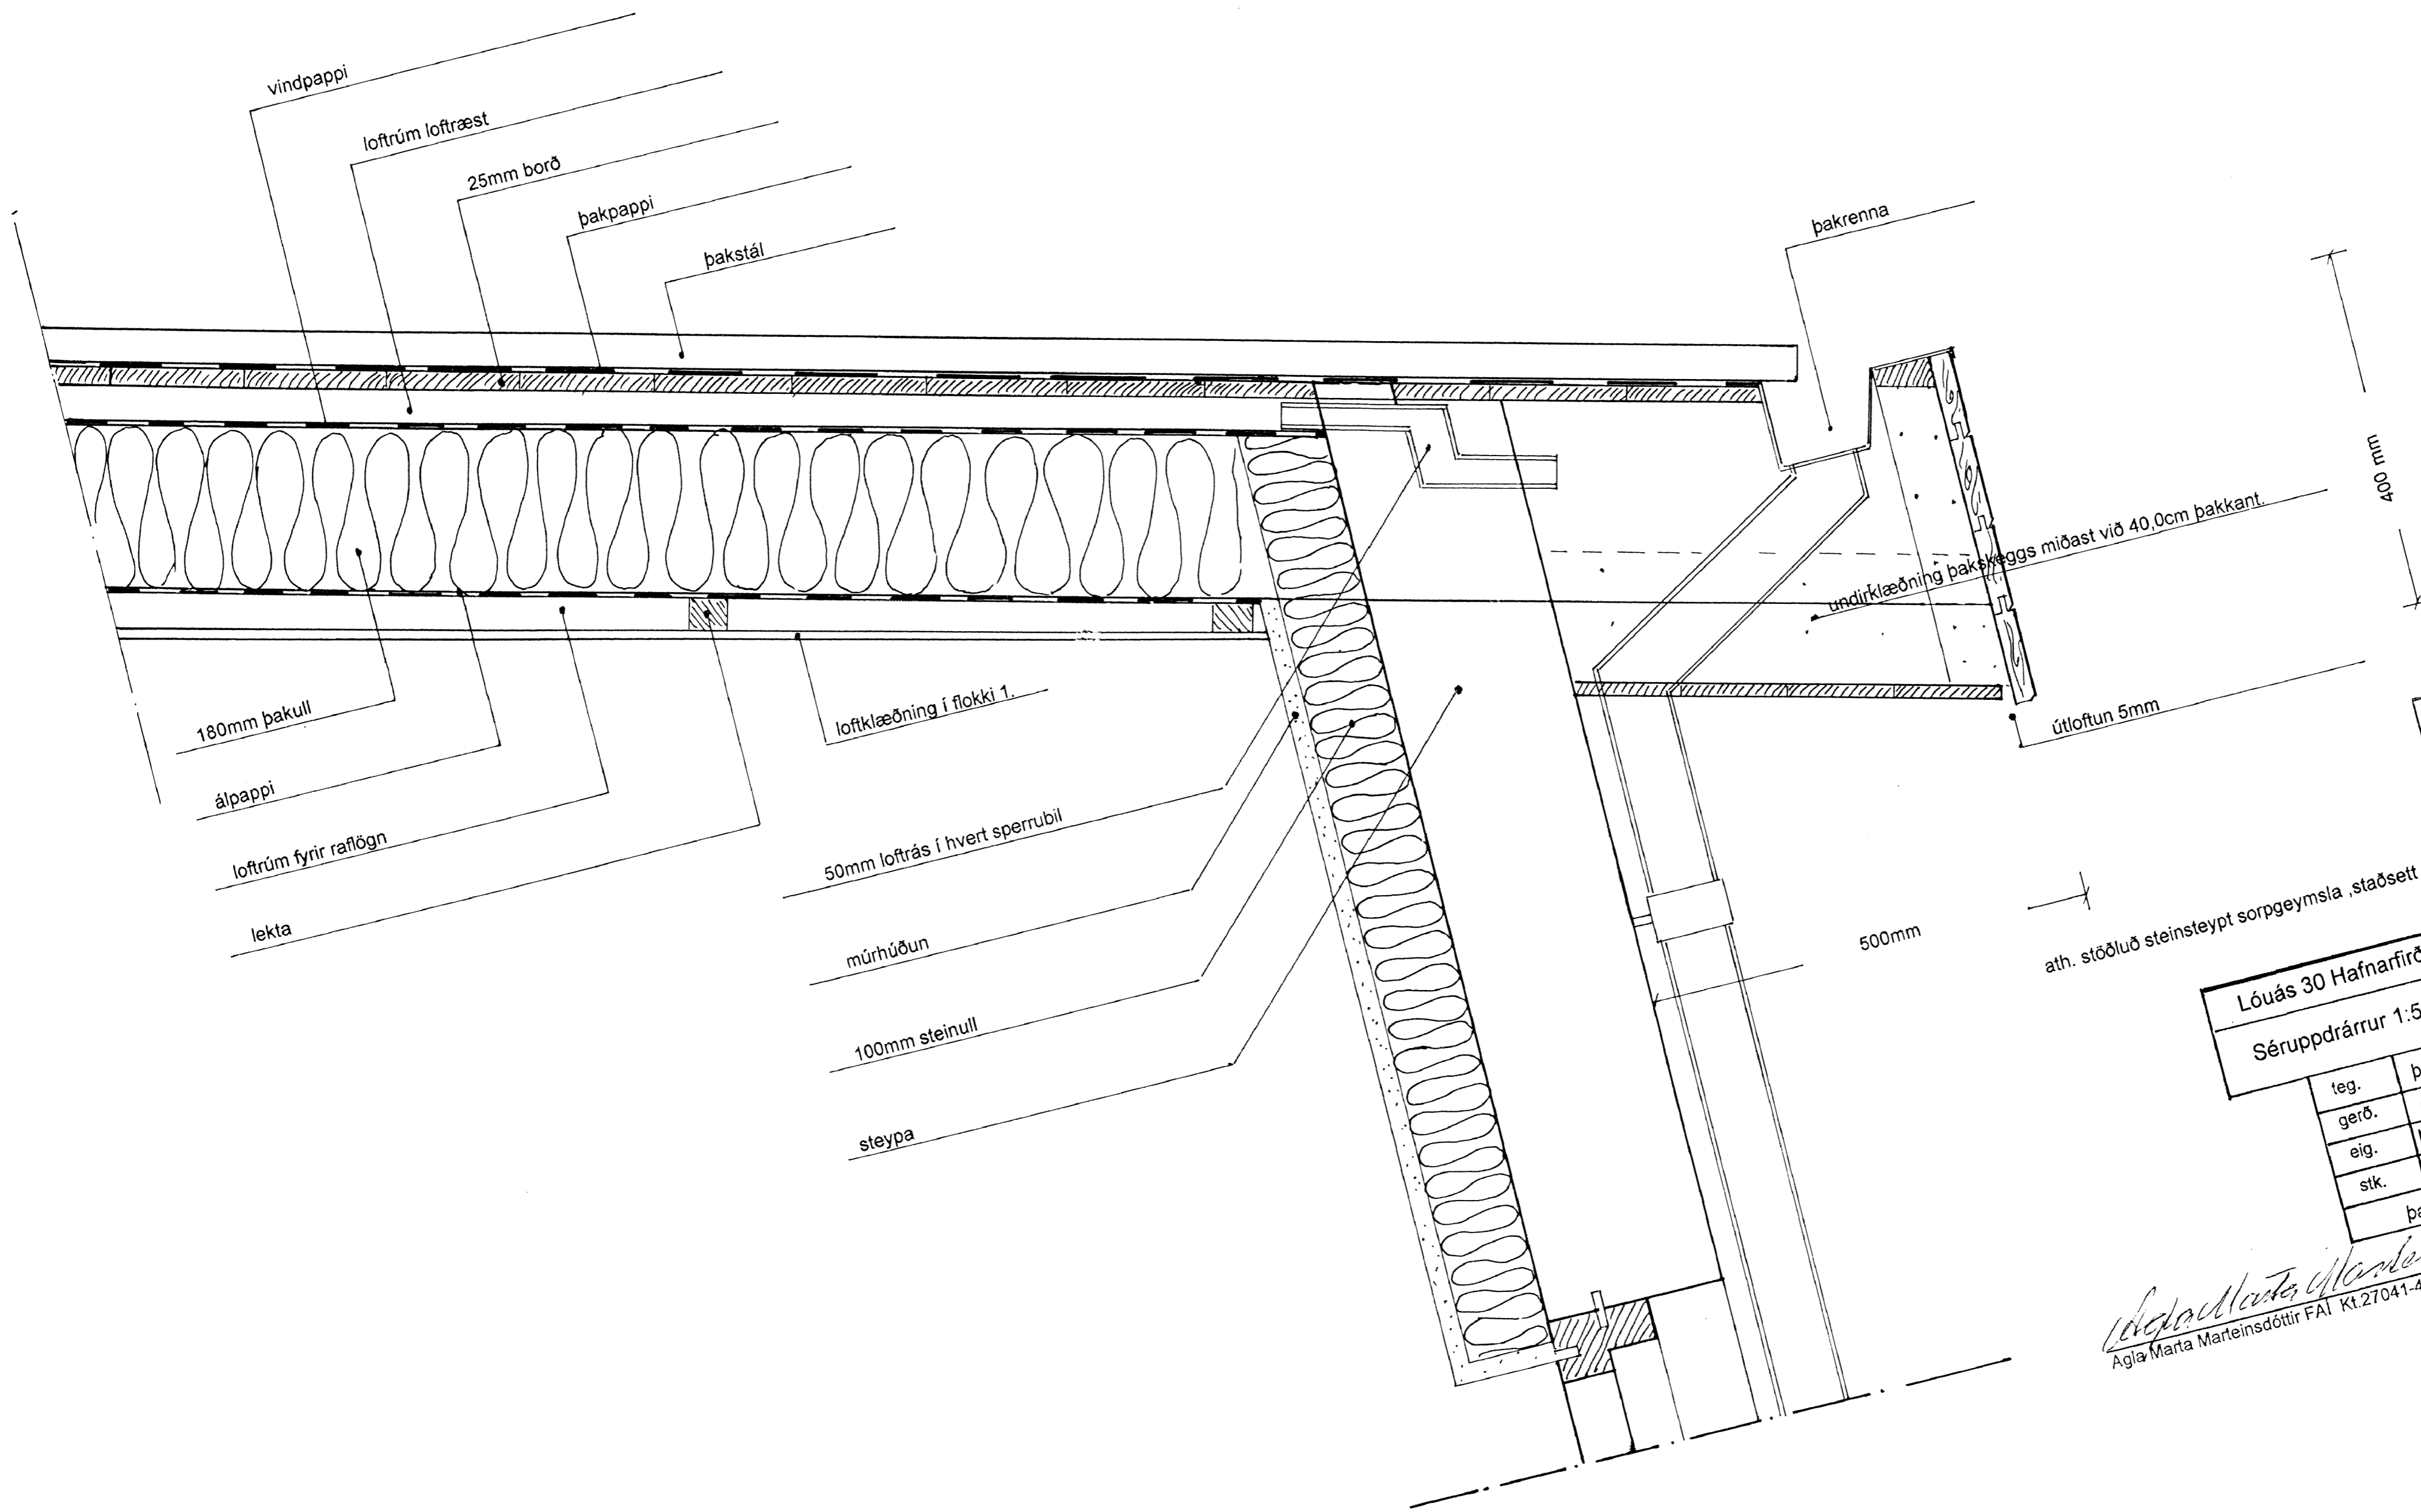 vindpappi
loftrúm loftræst
25mm borð
þakpappi
þakstál
þakrenna
400 mm
undirklæðning þakskeggs miðast við 40,0cm þakkant.
útloftun 5mm
180mm þakull
álpappi
loftrúm fyrir raflögn
lekta
loftklæðning í flokki 1.
50mm loftrás í hvert sperrubil
múrhúðun
100mm steinull
steypa
500mm
ath. stöðluð steinsteypt sorpgeymsla ,staðsett
Lóuás 30 Hafnarfirð
Séruppdrárrur 1:5
teg.
gerð.
eig.
stk.
Agla Marta Marteinsdóttir FAÍ Kt.27041-4